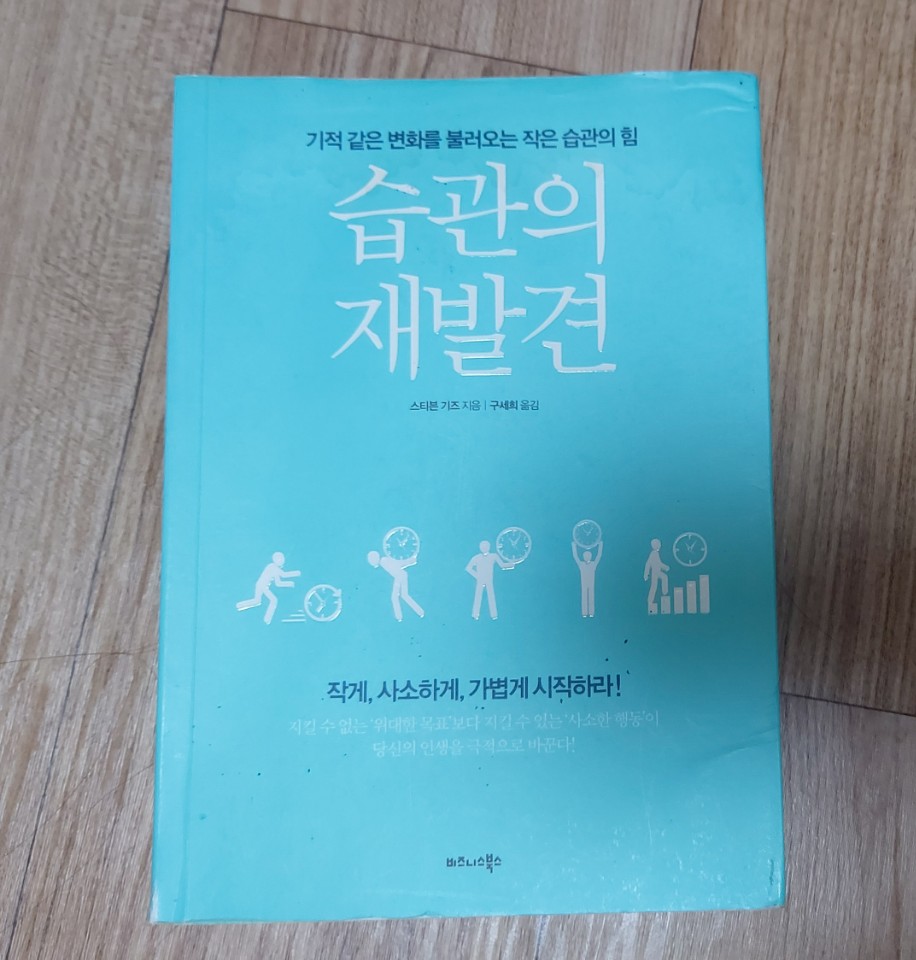 기적 같은 변화를 불러오는 작은 습관의 힘
습관의
재발견
스티븐 기즈 지음 | 구세희 옮김
작게, 사소하게, 가볍게 시작하라!
지킬 수 없는 '위대한 목표'보다 지킬 수 있는 '사소한 행동'이
당신의 인생을 극적으로 바꾼다!
비즈니스북스